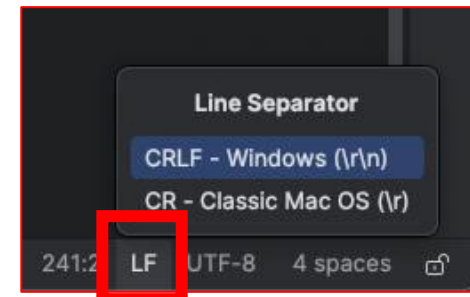 Line Separator
CRLF - Windows (\r\n)
CR - Classic Mac OS (\r)
241:2 LF UTF-8 4 spaces